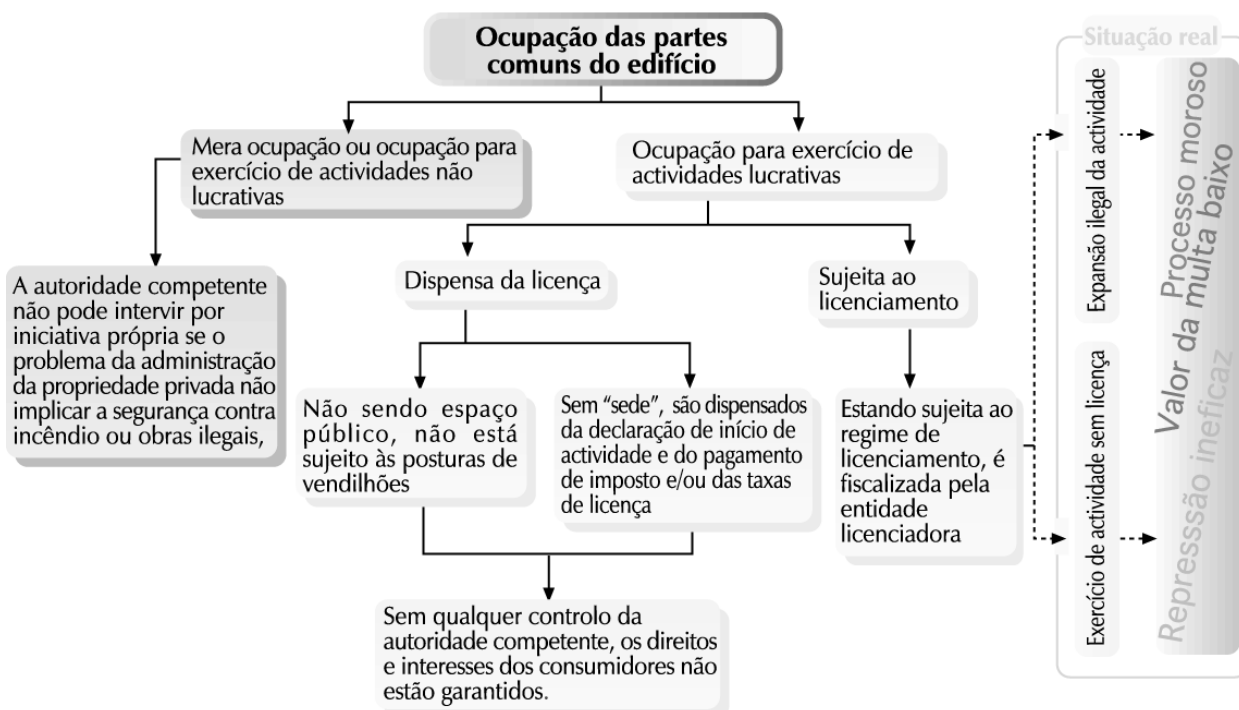 Ocupação das partes
comuns do edifício
Mera ocupação ou ocupação para
exercício de actividades não
lucrativas
Ocupação para exercício de
actividades lucrativas
A autoridade competente
não pode intervir por
iniciativa própria se o
problema da administração
da propriedade privada não
implicar a segurança contra
incêndio ou obras ilegais,
Dispensa da licença
Sujeita ao
licenciamento
Não sendo espaço
público, não está
sujeito às posturas de
vendilhões
Sem “sede”, são dispensados
da declaração de início de
actividade e do pagamento
de imposto e/ou das taxas
de licença
Estando sujeita ao
regime de
licenciamento, é
fiscalizada pela
entidade
licenciadora
Sem qualquer controlo da
autoridade competente, os direitos
e interesses dos consumidores não
estão garantidos.
Situação real
Expansão ilegal da actividade
Exercício de actividade sem licença
Processo moroso
Valor da multa baixo
Represssão ineficaz